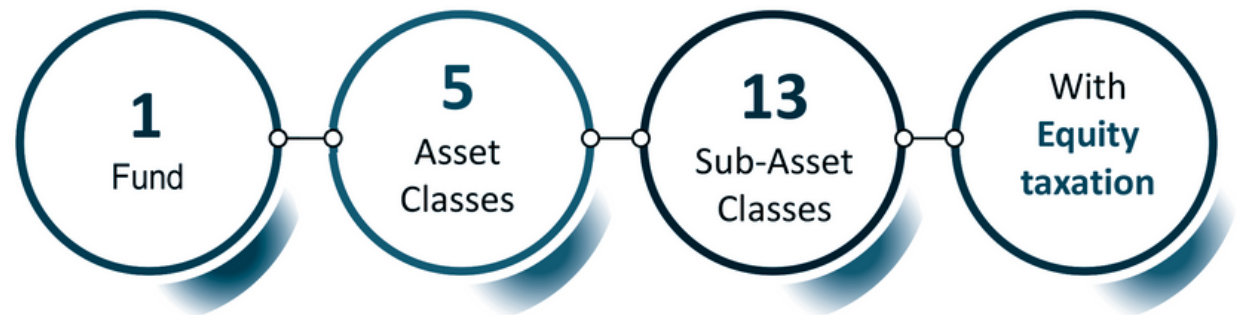 1
Fund
5
Asset
Classes
13
Sub-Asset
Classes
With
Equity
taxation